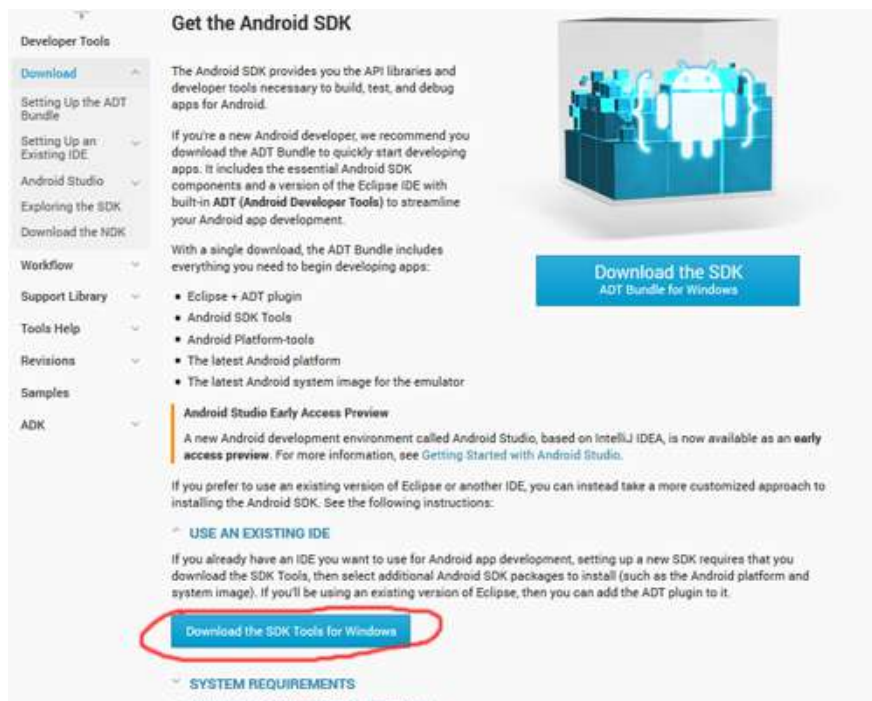 Developer Tools
Download
Setting Up the ADT
Bundle
Setting Up an
Existing IDE
Android Studio
Exploring the SDK
Download the NDK
Workflow
Support Library
Tools Help
Revisions
Samples
ADK
Get the Android SDK
The Android SDK provides you the API libraries and
developer tools necessary to build, test, and debug
apps for Android.
If you're a new Android developer, we recommend you
download the ADT Bundle to quickly start developing
apps. It includes the essential Android SDK
components and a version of the Eclipse IDE with
built-in ADT (Android Developer Tools) to streamline
your Android app development.
With a single download, the ADT Bundle includes
everything you need to begin developing apps:
• Eclipse + ADT plugin
• Android SDK Tools
• Android Platform-tools
• The latest Android platform
• The latest Android system image for the emulator
Download the SDK
ADT Bundle for Windows
Android Studio Early Access Preview
A new Android development environment called Android Studio, based on IntelliJ IDEA, is now available as an early
access preview. For more information, see Getting Started with Android Studio.
If you prefer to use an existing version of Eclipse or another IDE, you can instead take a more customized approach to
installing the Android SDK. See the following instructions:
USE AN EXISTING IDE
If you already have an IDE you want to use for Android app development, setting up a new SDK requires that you
download the SDK Tools, then select additional Android SDK packages to install (such as the Android platform and
system image). If you'll be using an existing version of Eclipse, then you can add the ADT plugin to it.
Download the SDK Tools for Windows
SYSTEM REQUIREMENTS